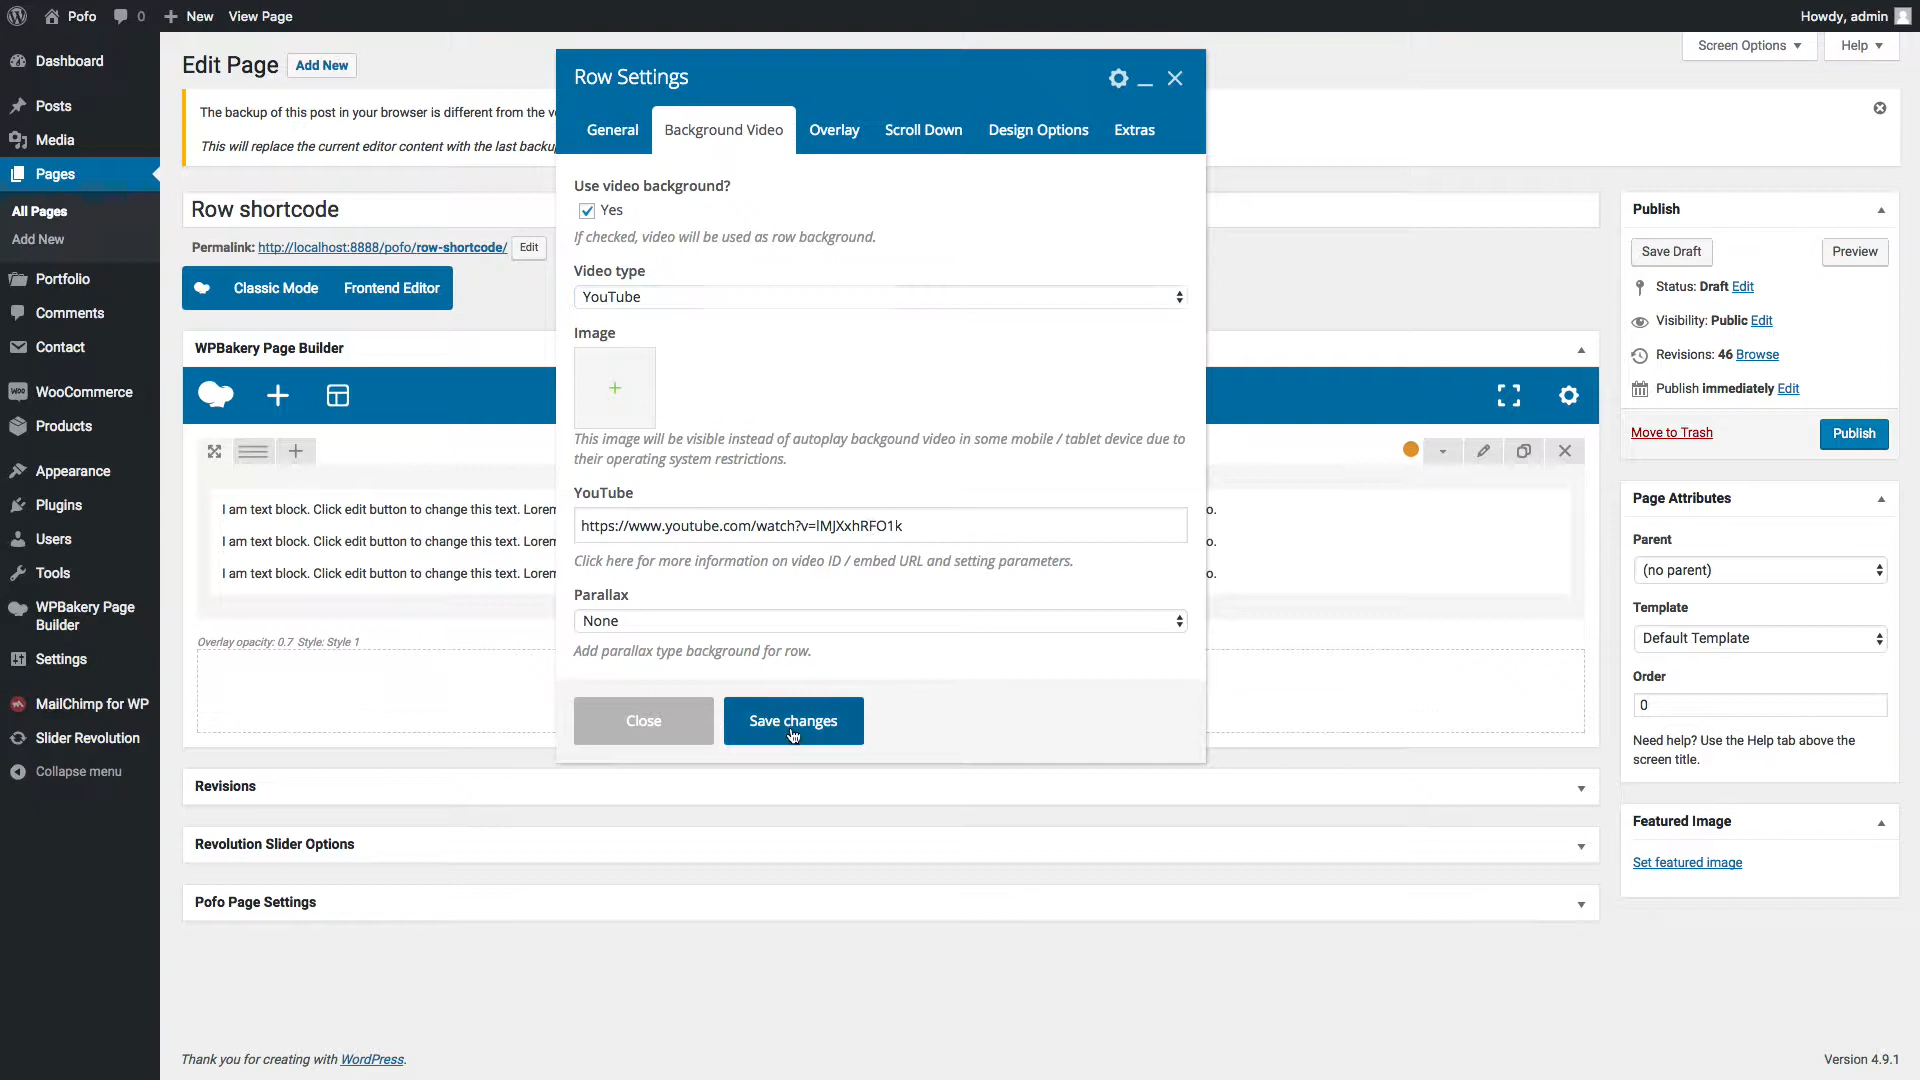 Pofo
0
New
View Page
Howdy, admin
Dashboard
Posts
Media
Pages
All Pages
Add New
Portfolio
Comments
Contact
WooCommerce
Products
Appearance
Plugins
Users
Tools
WPBakery Page
Builder
Settings
MailChimp for WP
Slider Revolution
Collapse menu
Edit Page
Add New
Screen Options
Help
The backup of this post in your browser is different from the
This will replace the current editor content with the last
Row shortcode
Permalink: http://localhost:8888/pofo/row-shortcode/
Edit
Classic Mode
Frontend Editor
WPBakery Page Builder
I am text block. Click edit button to change this text.
o.
I am text block. Click edit button to change this text.
o.
I am text block. Click edit button to change this text.
o.
Overlay opacity: 0.7 Style: Style 1
Row Settings
General
Background Video
Overlay
Scroll Down
Design Options
Extras
Use video background?
Yes
If checked, video will be used as row background.
Video type
YouTube
Image
This image will be visible instead of autoplay backgound video in some mobile / tablet device due to
their operating system restrictions.
YouTube
https://www.youtube.com/watch?v=lMJXxhRFO1k
Click here for more information on video ID / embed URL and setting parameters.
Parallax
None
Add parallax type background for row.
Close
Save changes
Revisions
Revolution Slider Options
Pofo Page Settings
Publish
Save Draft
Preview
Status: Draft Edit
Visibility: Public Edit
Revisions: 46 Browse
Publish immediately Edit
Move to Trash
Publish
Page Attributes
Parent
(no parent)
Template
Default Template
Order
0
Need help? Use the Help tab above the
screen title.
Featured Image
Set featured image
Thank you for creating with WordPress.
Version 4.9.1